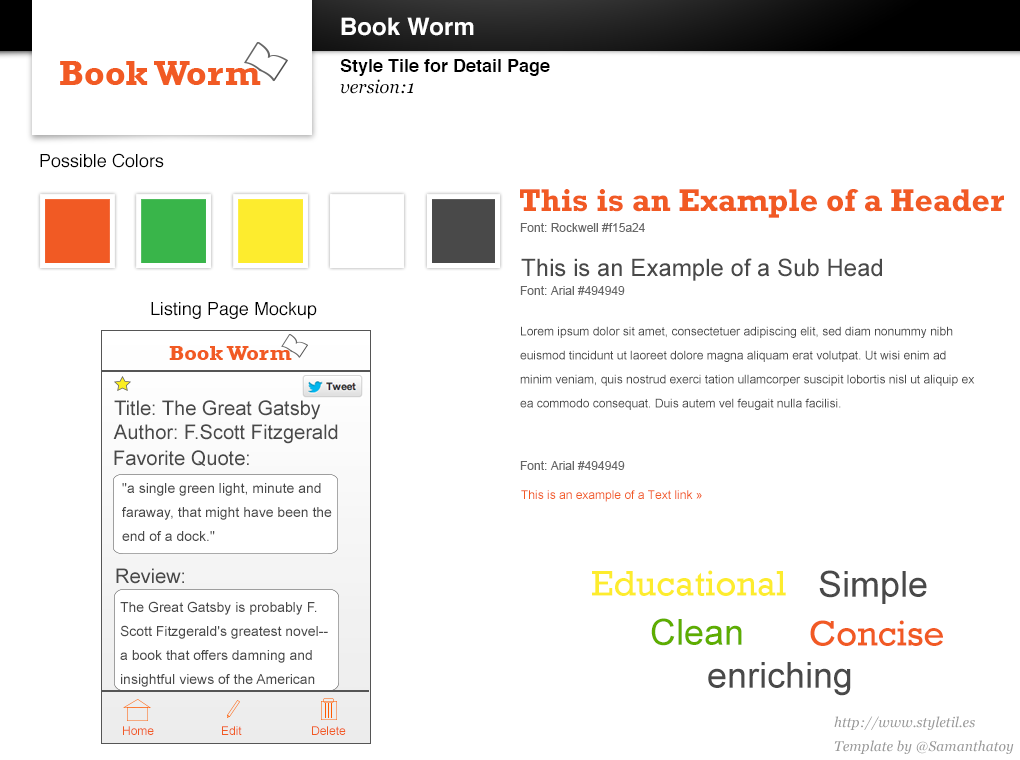 Book Worm
Book Worm
Style Tile for Detail Page
version:1
Possible Colors
This is an Example of a Header
Font: Rockwell #f15a24
This is an Example of a Sub Head
Font: Arial #494949
Lorem ipsum dolor sit amet, consectetuer adipiscing elit, sed diam nonummy nibh
euismod tincidunt ut laoreet dolore magna aliquam erat volutpat. Ut wisi enim ad
minim veniam, quis nostrud exerci tation ullamcorper suscipit lobortis nisl ut aliquip ex
ea commodo consequat. Duis autem vel feugait nulla facilisi.
Font: Arial #494949
This is an example of a Text link »
Listing Page Mockup
Book Worm
Tweet
Title: The Great Gatsby
Author: F.Scott Fitzgerald
Favorite Quote:
"a single green light, minute and
faraway, that might have been the
end of a dock."
Review:
The Great Gatsby is probably F.
Scott Fitzgerald's greatest novel--
a book that offers damning and
insightful views of the American
Home
Edit
Delete
Educational
Simple
Clean
Concise
enriching
http://www.styletil.es
Template by @Samanthatoy